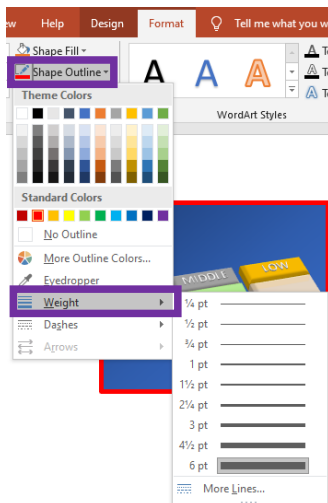 Help Design Format Tell me what you w
Shape Fill
Shape Outline
A A A
WordArt Styles
Theme Colors
Standard Colors
No Outline
More Outline Colors...
Eyedropper
Weight
Dashes
Arrows
MIDDLE LOW
¼ pt
½ pt
¾ pt
1 pt
1½ pt
2¼ pt
3 pt
4½ pt
6 pt
More Lines...